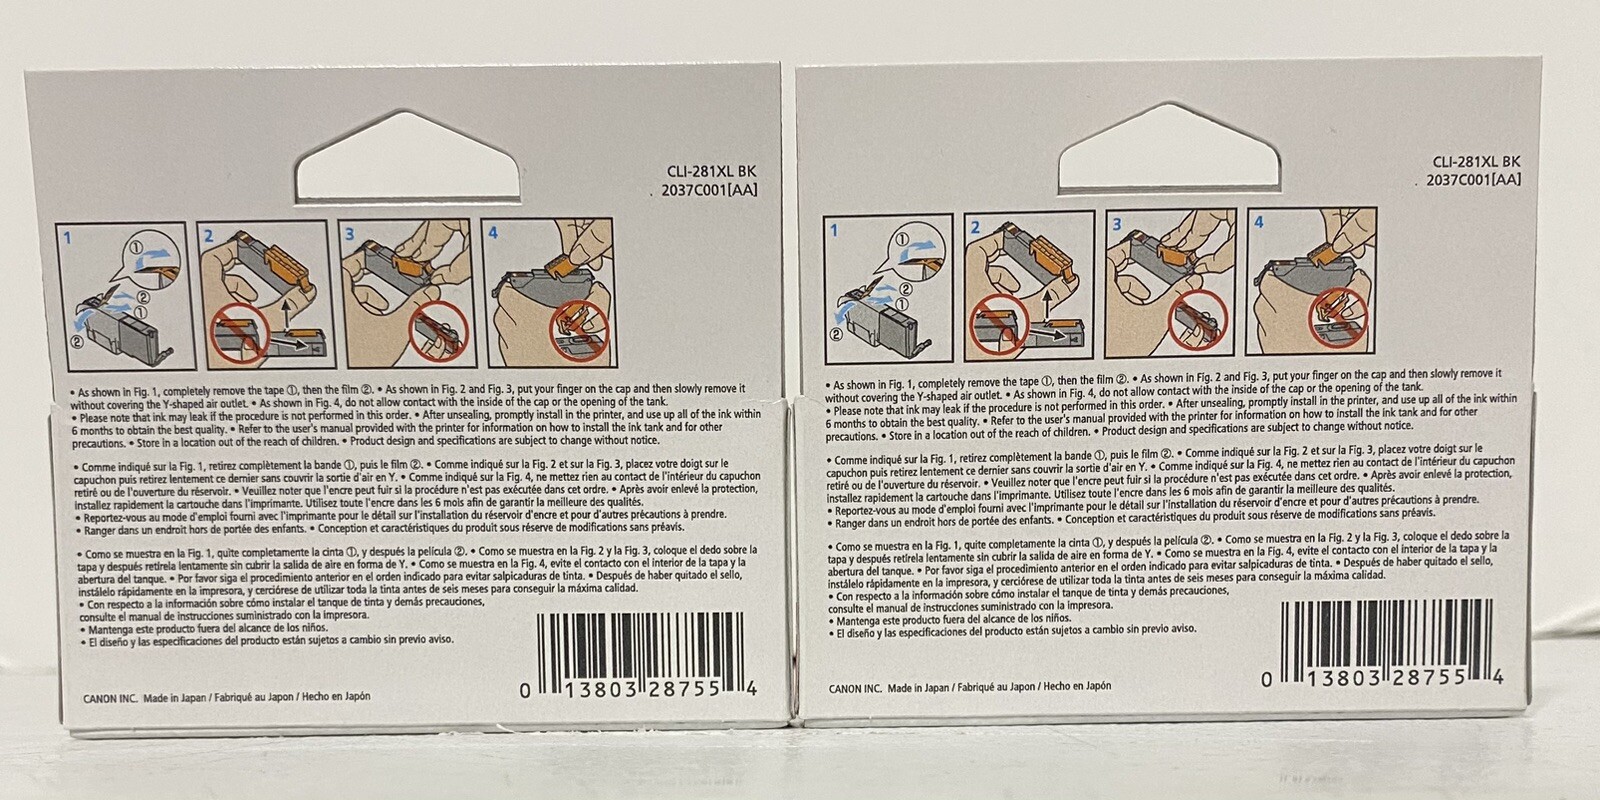 CLI-281XL BK
2037C001[AA]
1
2
3
4
①
②
①
②
• As shown in Fig. 1, completely remove the tape ①, then the film ②. • As shown in Fig. 2 and Fig. 3, put your finger on the cap and then slowly remove it
without covering the Y-shaped air outlet. • As shown in Fig. 4, do not allow contact with the inside of the cap or the opening of the tank.
• Please note that ink may leak if the procedure is not performed in this order. • After unsealing, promptly install in the printer, and use up all of the ink within
6 months to obtain the best quality. • Refer to the user's manual provided with the printer for information on how to install the ink tank and for other
precautions. • Store in a location out of the reach of children. • Product design and specifications are subject to change without notice.
• Comme indiqué sur la Fig. 1, retirez complètement la bande ①, puis le film ②. • Comme indiqué sur la Fig. 2 et sur la Fig. 3, placez votre doigt sur le
capuchon puis retirez lentement ce dernier sans couvrir la sortie d'air en Y. • Comme indiqué sur la Fig. 4, ne mettez rien au contact de l'intérieur du capuchon
retiré ou de l'ouverture du réservoir. • Veuillez noter que l'encre peut fuir si la procédure n'est pas exécutée dans cet ordre. • Après avoir enlevé la protection,
installez rapidement la cartouche dans l'imprimante. Utilisez toute l'encre dans les 6 mois afin de garantir la meilleure des qualités.
• Reportez-vous au mode d'emploi fourni avec l'imprimante pour le détail sur l'installation du réservoir d'encre et pour d'autres précautions à prendre.
• Ranger dans un endroit hors de portée des enfants. • Conception et caractéristiques du produit sous réserve de modifications sans préavis.
• Como se muestra en la Fig. 1, quite completamente la cinta ①, y después la película ②. • Como se muestra en la Fig. 2 y la Fig. 3, coloque el dedo sobre la
tapa y después retírela lentamente sin cubrir la salida de aire en forma de Y. • Como se muestra en la Fig. 4, evite el contacto con el interior de la tapa y la
abertura del tanque. • Por favor siga el procedimiento anterior en el orden indicado para evitar salpicaduras de tinta. • Después de haber quitado el sello,
instálelo rápidamente en la impresora, y cerciórese de utilizar toda la tinta antes de seis meses para conseguir la máxima calidad.
• Con respecto a la información sobre cómo instalar el tanque de tinta y demás precauciones,
consulte el manual de instrucciones suministrado con la impresora.
• Mantenga este producto fuera del alcance de los niños.
• El diseño y las especificaciones del producto están sujetos a cambio sin previo aviso.
CANON INC. Made in Japan / Fabriqué au Japon / Hecho en Japón
0 13803 28755 4
CLI-281XL BK
2037C001[AA]
1
2
3
4
①
②
①
②
• As shown in Fig. 1, completely remove the tape ①, then the film ②. • As shown in Fig. 2 and Fig. 3, put your finger on the cap and then slowly remove it
without covering the Y-shaped air outlet. • As shown in Fig. 4, do not allow contact with the inside of the cap or the opening of the tank.
• Please note that ink may leak if the procedure is not performed in this order. • After unsealing, promptly install in the printer, and use up all of the ink within
6 months to obtain the best quality. • Refer to the user's manual provided with the printer for information on how to install the ink tank and for other
precautions. • Store in a location out of the reach of children. • Product design and specifications are subject to change without notice.
• Comme indiqué sur la Fig. 1, retirez complètement la bande ①, puis le film ②. • Comme indiqué sur la Fig. 2 et sur la Fig. 3, placez votre doigt sur le
capuchon puis retirez lentement ce dernier sans couvrir la sortie d'air en Y. • Comme indiqué sur la Fig. 4, ne mettez rien au contact de l'intérieur du capuchon
retiré ou de l'ouverture du réservoir. • Veuillez noter que l'encre peut fuir si la procédure n'est pas exécutée dans cet ordre. • Après avoir enlevé la protection,
installez rapidement la cartouche dans l'imprimante. Utilisez toute l'encre dans les 6 mois afin de garantir la meilleure des qualités.
• Reportez-vous au mode d'emploi fourni avec l'imprimante pour le détail sur l'installation du réservoir d'encre et pour d'autres précautions à prendre.
• Ranger dans un endroit hors de portée des enfants. • Conception et caractéristiques du produit sous réserve de modifications sans préavis.
• Como se muestra en la Fig. 1, quite completamente la cinta ①, y después la película ②. • Como se muestra en la Fig. 2 y la Fig. 3, coloque el dedo sobre la
tapa y después retírela lentamente sin cubrir la salida de aire en forma de Y. • Como se muestra en la Fig. 4, evite el contacto con el interior de la tapa y la
abertura del tanque. • Por favor siga el procedimiento anterior en el orden indicado para evitar salpicaduras de tinta. • Después de haber quitado el sello,
instálelo rápidamente en la impresora, y cerciórese de utilizar toda la tinta antes de seis meses para conseguir la máxima calidad.
• Con respecto a la información sobre cómo instalar el tanque de tinta y demás precauciones,
consulte el manual de instrucciones suministrado con la impresora.
• Mantenga este producto fuera del alcance de los niños.
• El diseño y las especificaciones del producto están sujetos a cambio sin previo aviso.
CANON INC. Made in Japan / Fabriqué au Japon / Hecho en Japón
0 13803 28755 4